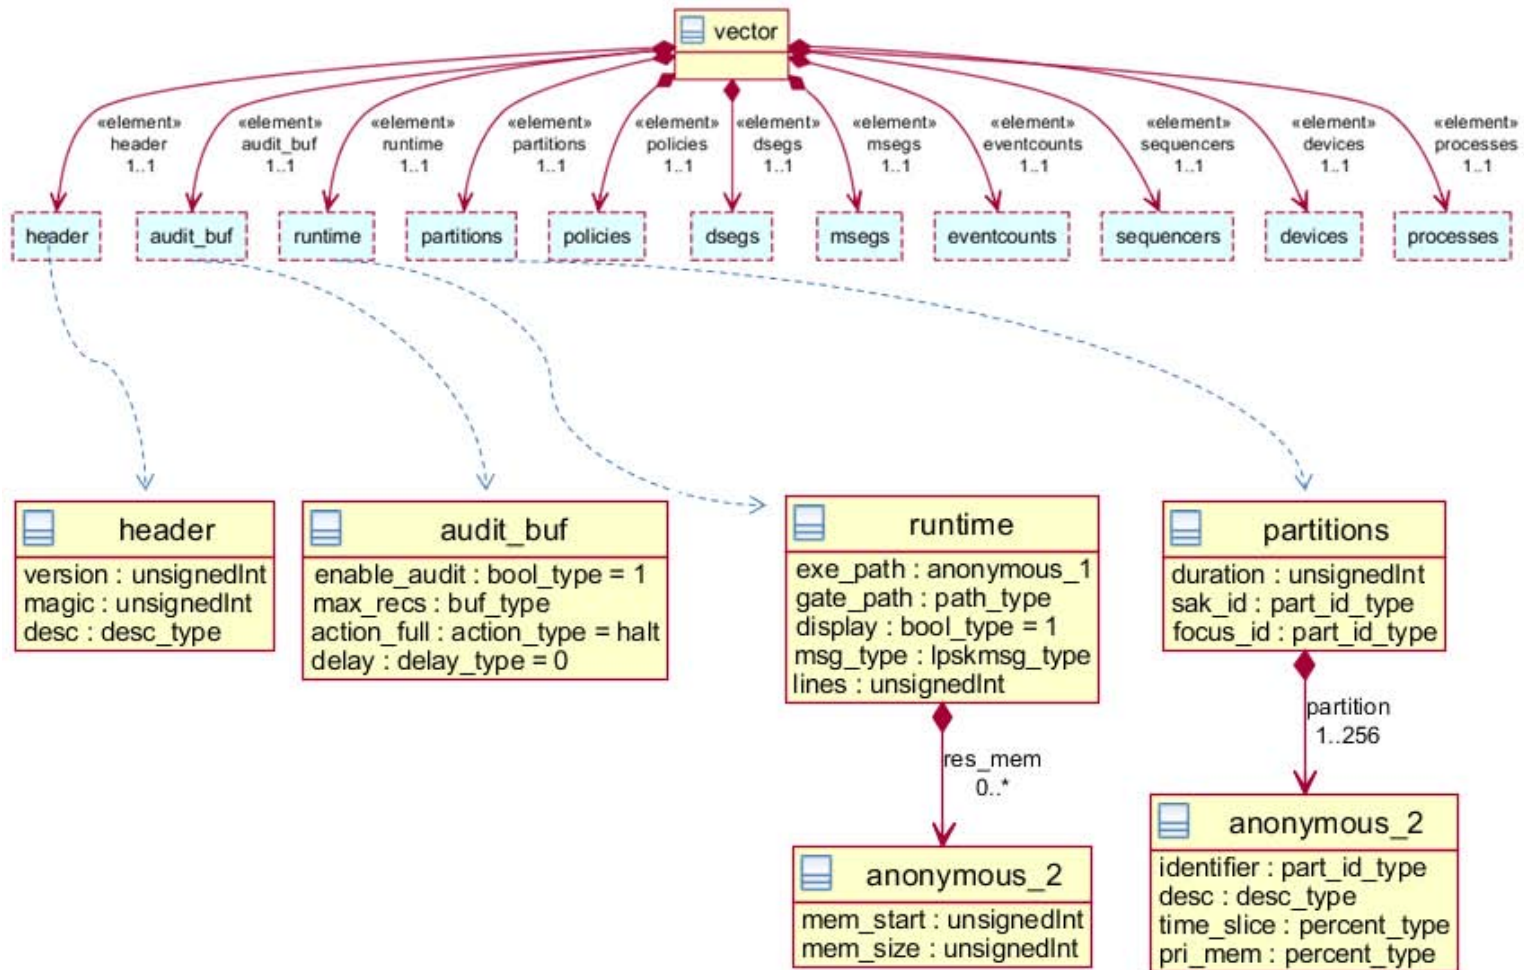 vector
«element»
header
1..1
«element»
audit_buf
1..1
«element»
runtime
1..1
«element»
partitions
1..1
«element»
policies
1..1
«element»
dsegs
1..1
«element»
msegs
1..1
«element»
eventcounts
1..1
«element»
sequencers
1..1
«element»
devices
1..1
«element»
processes
1..1
header
audit_buf
runtime
partitions
policies
dsegs
msegs
eventcounts
sequencers
devices
processes
header
version : unsignedInt
magic : unsignedInt
desc : desc_type
audit_buf
enable_audit : bool_type = 1
max_recs : buf_type
action_full : action_type = halt
delay : delay_type = 0
runtime
exe_path : anonymous_1
gate_path : path_type
display : bool_type = 1
msg_type : lpskmsg_type
lines : unsignedInt
partitions
duration : unsignedInt
sak_id : part_id_type
focus_id : part_id_type
res_mem
0..*
partition
1..256
anonymous_2
mem_start : unsignedInt
mem_size : unsignedInt
anonymous_2
identifier : part_id_type
desc : desc_type
time_slice : percent_type
pri_mem : percent_type